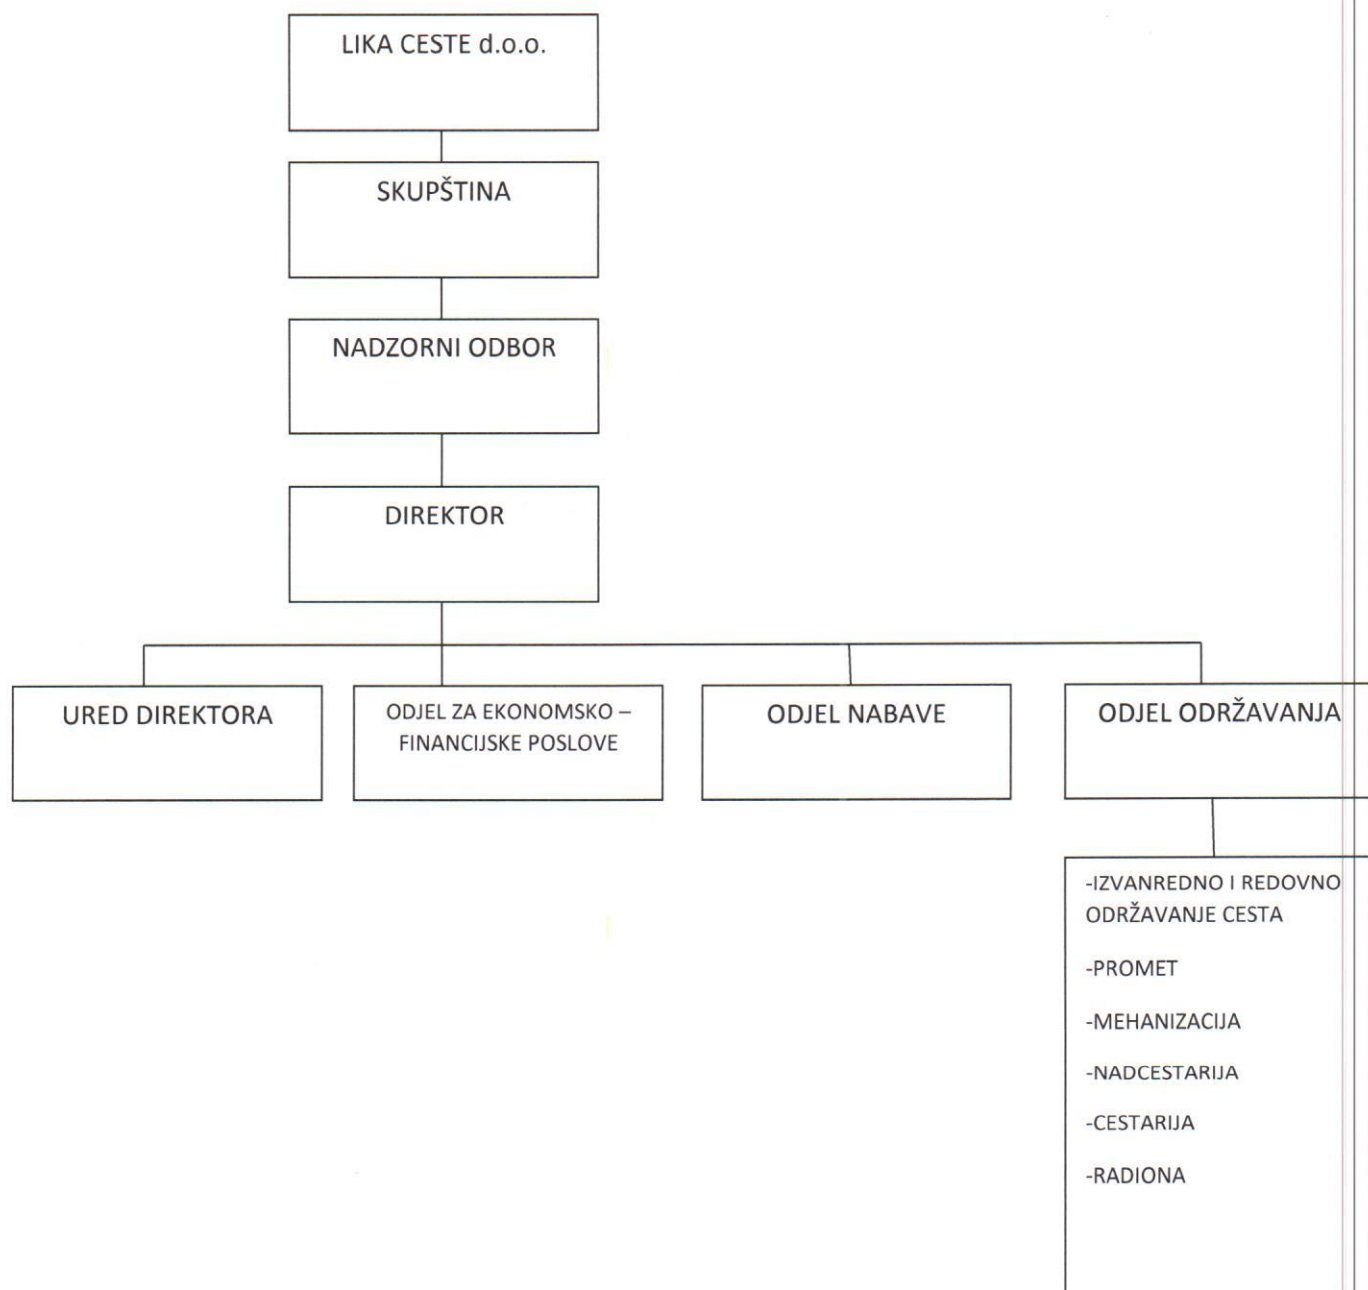 LIKA CESTE d.o.o.
SKUPŠTINA
NADZORNI ODBOR
DIREKTOR
URED DIREKTORA
ODJEL ZA EKONOMSKO –
FINANCIJSKE POSLOVE
ODJEL NABAVE
ODJEL ODRŽAVANJA
-IZVANREDNO I REDOVNO
ODRŽAVANJE CESTA
-PROMET
-MEHANIZACIJA
-NADCESTARIJA
-CESTARIJA
-RADIONA